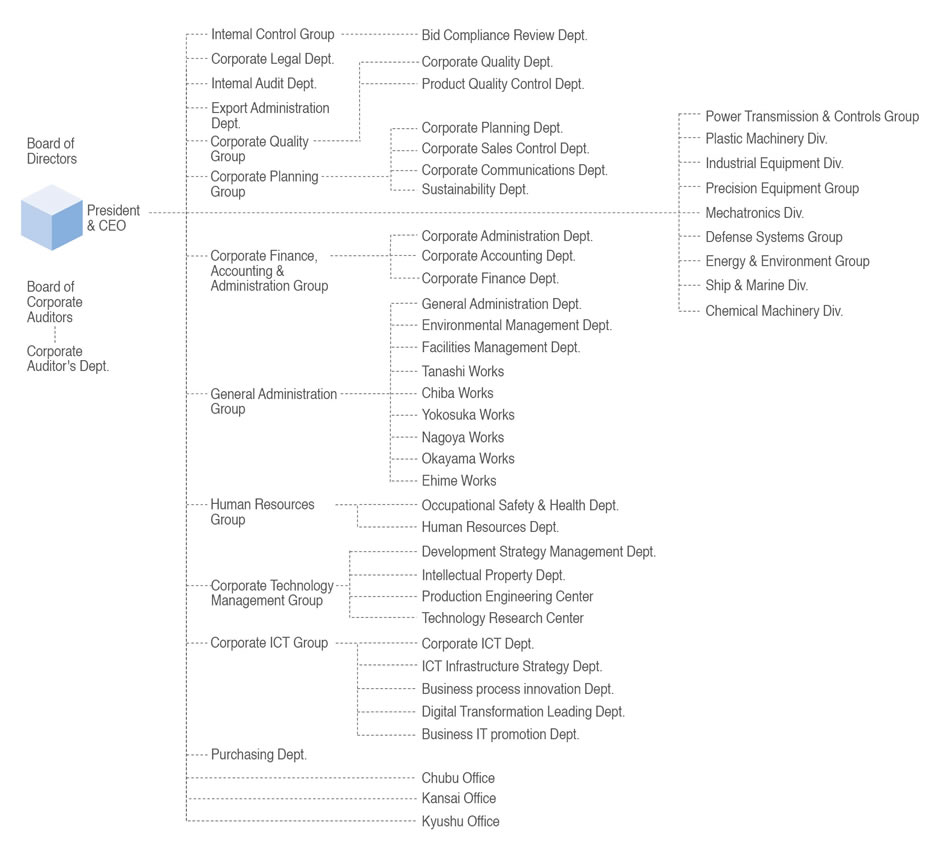 Board of
Directors
President
& CEO
Board of
Corporate
Auditors
Corporate
Auditor's Dept.
Internal Control Group
Bid Compliance Review Dept.
Corporate Legal Dept.
Internal Audit Dept.
Export Administration
Dept.
Corporate Quality
Group
Corporate Quality Dept.
Product Quality Control Dept.
Corporate Planning
Group
Corporate Planning Dept.
Corporate Sales Control Dept.
Corporate Communications Dept.
Sustainability Dept.
Power Transmission & Controls Group
Plastic Machinery Div.
Industrial Equipment Div.
Precision Equipment Group
Mechatronics Div.
Defense Systems Group
Energy & Environment Group
Ship & Marine Div.
Chemical Machinery Div.
Corporate Finance,
Accounting &
Administration Group
Corporate Administration Dept.
Corporate Accounting Dept.
Corporate Finance Dept.
General Administration
Group
General Administration Dept.
Environmental Management Dept.
Facilities Management Dept.
Tanashi Works
Chiba Works
Yokosuka Works
Nagoya Works
Okayama Works
Ehime Works
Human Resources
Group
Occupational Safety & Health Dept.
Human Resources Dept.
Corporate Technology
Management Group
Development Strategy Management Dept.
Intellectual Property Dept.
Production Engineering Center
Technology Research Center
Corporate ICT Group
Corporate ICT Dept.
ICT Infrastructure Strategy Dept.
Business process innovation Dept.
Digital Transformation Leading Dept.
Business IT promotion Dept.
Purchasing Dept.
Chubu Office
Kansai Office
Kyushu Office